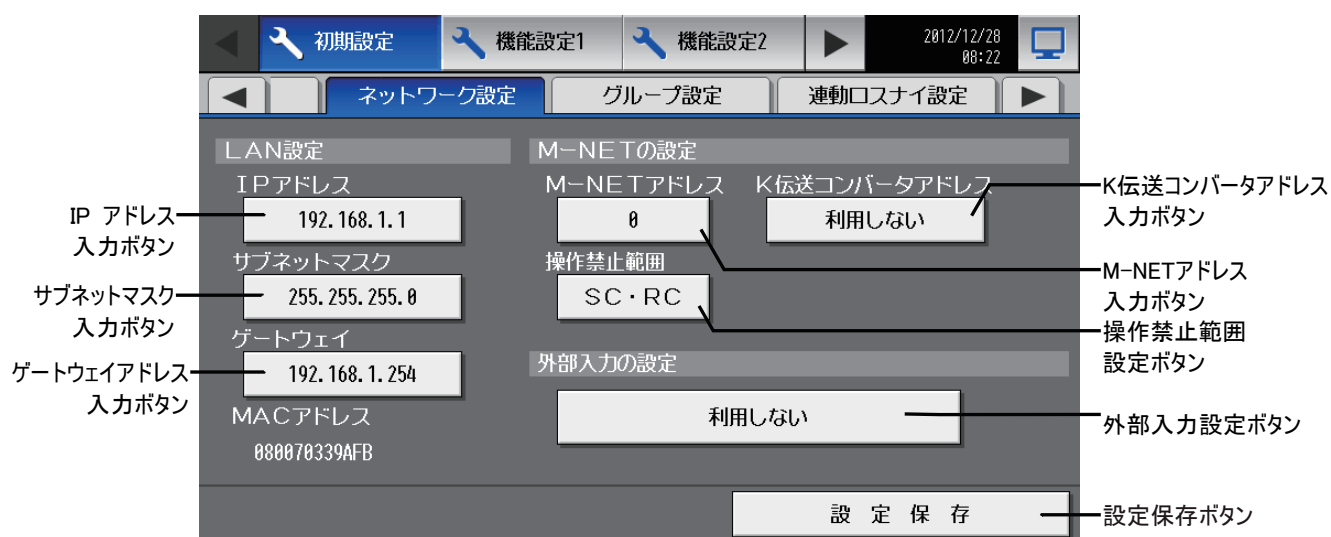 初期設定
機能設定1
機能設定2
2012/12/28
08:22
ネットワーク設定
グループ設定
連動ロスナイ設定
LAN設定
IPアドレス
192.168.1.1
サブネットマスク
255.255.255.0
ゲートウェイ
192.168.1.254
MACアドレス
080070339AFB
M-NETの設定
M-NETアドレス
0
K伝送コンバータアドレス
利用しない
操作禁止範囲
SC・RC
外部入力の設定
利用しない
設定保存
IP アドレス
入力ボタン
サブネットマスク
入力ボタン
ゲートウェイアドレス
入力ボタン
K伝送コンバータアドレス
入力ボタン
M-NETアドレス
入力ボタン
操作禁止範囲
設定ボタン
外部入力設定ボタン
設定保存ボタン